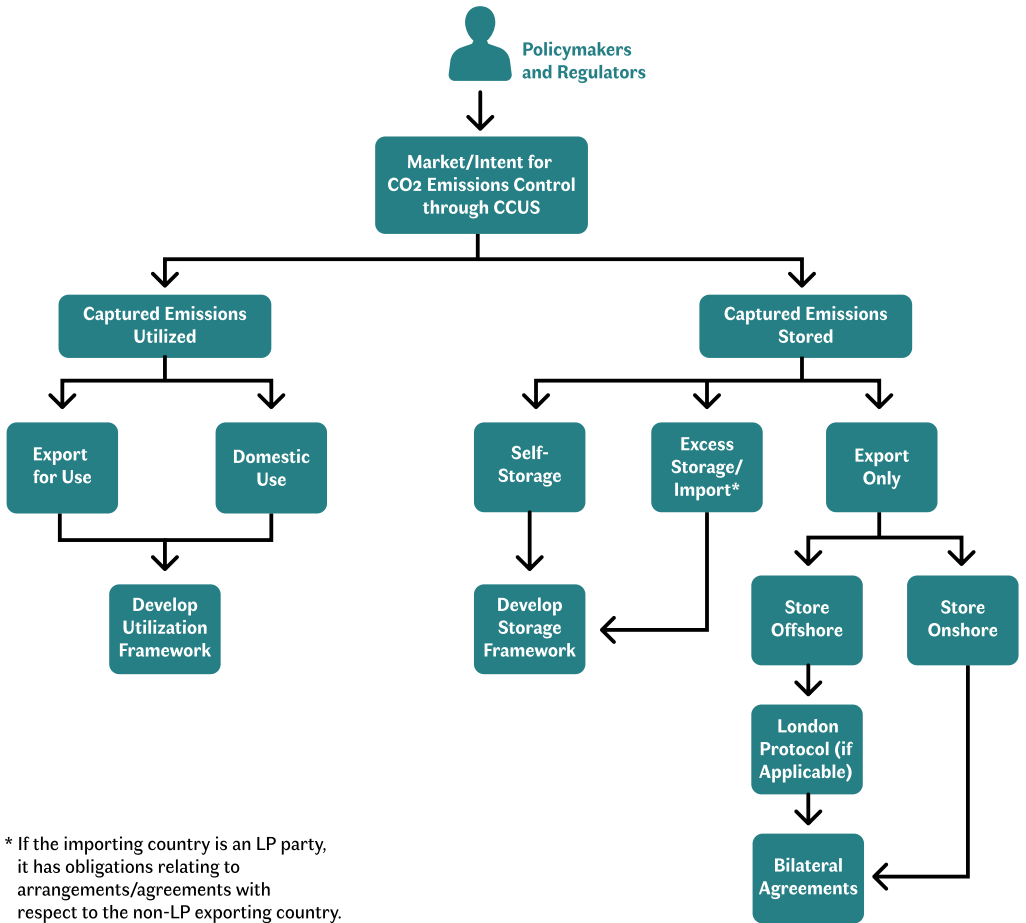 Policymakers
and Regulators
Market/Intent for
CO2 Emissions Control
through CCUS
Captured Emissions
Utilized
Captured Emissions
Stored
Export
for Use
Domestic
Use
Self-
Storage
Excess
Storage/
Import*
Export
Only
Develop
Utilization
Framework
Develop
Storage
Framework
Store
Offshore
Store
Onshore
London
Protocol (if
Applicable)
Bilateral
Agreements
* If the importing country is an LP party,
it has obligations relating to
arrangements/agreements with
respect to the non-LP exporting country.